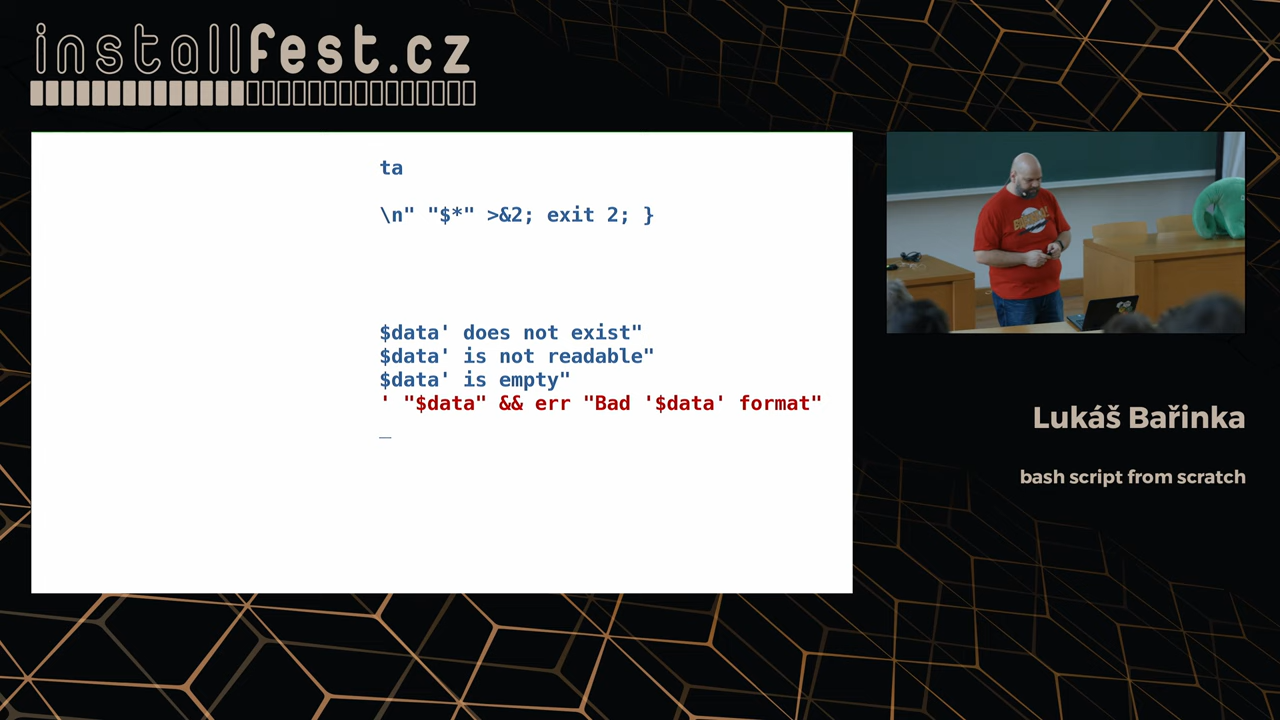 installfest.cz
ta
\n" "$*" >&2; exit 2; }
$data' does not exist"
$data' is not readable"
$data' is empty"
' "$data" && err "Bad '$data' format"
_
Lukáš Bařinka
bash script from scratch